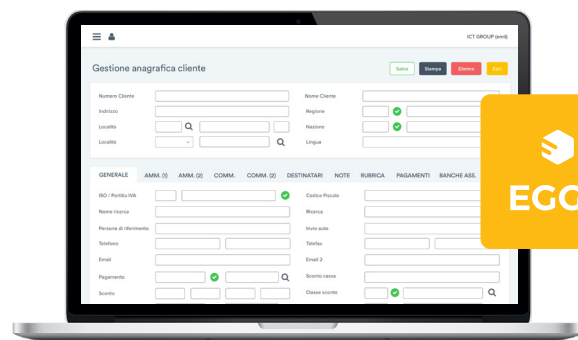 ICT GROUP (emil)
Gestione anagrafica cliente
Salva Stampa Elimina Esci
Numero Cliente Nome Cliente
Indirizzo Regione
Località Nazione
Località Lingua
GENERALE AMM. (1) AMM. (2) COMM. COMM. (2) DESTINATARI NOTE RUBRICA PAGAMENTI BANCHE ASS.
ISO / Partita IVA Codice Fiscale
Nome ricerca Ricerca
Persona di riferimento Invio auto
Telefono Telefax
Email Email 2
Pagamento Sconto cassa
Sconto Classe sconto
EGG